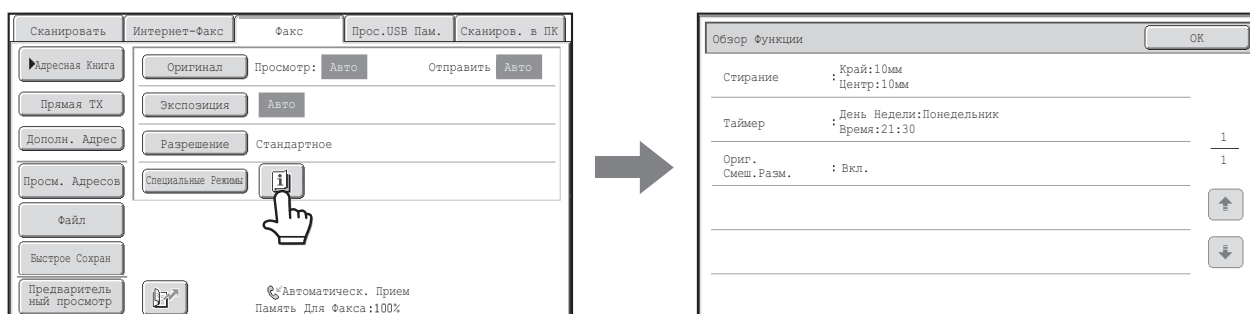 Сканировать
Интернет-Факс
Факс
Прос.USB Пам.
Сканиров. в ПК
Адресная Книга
Прямая TX
Дополн. Адрес
Просм. Адресов
Файл
Быстрое Сохран
Предваритель
ный просмотр
Оригинал
Просмотр: Авто
Отправить Авто
Экспозиция
Авто
Разрешение
Стандартное
Специальные Режимы
Автоматическ. Прием
Память Для Факса:100%
Обзор Функции
OK
Стирание
:Край:10мм
Центр:10мм
Таймер
:День Недели:Понедельник
Время:21:30
Ориг.
Смеш.Разм.
: Вкл.
1
1